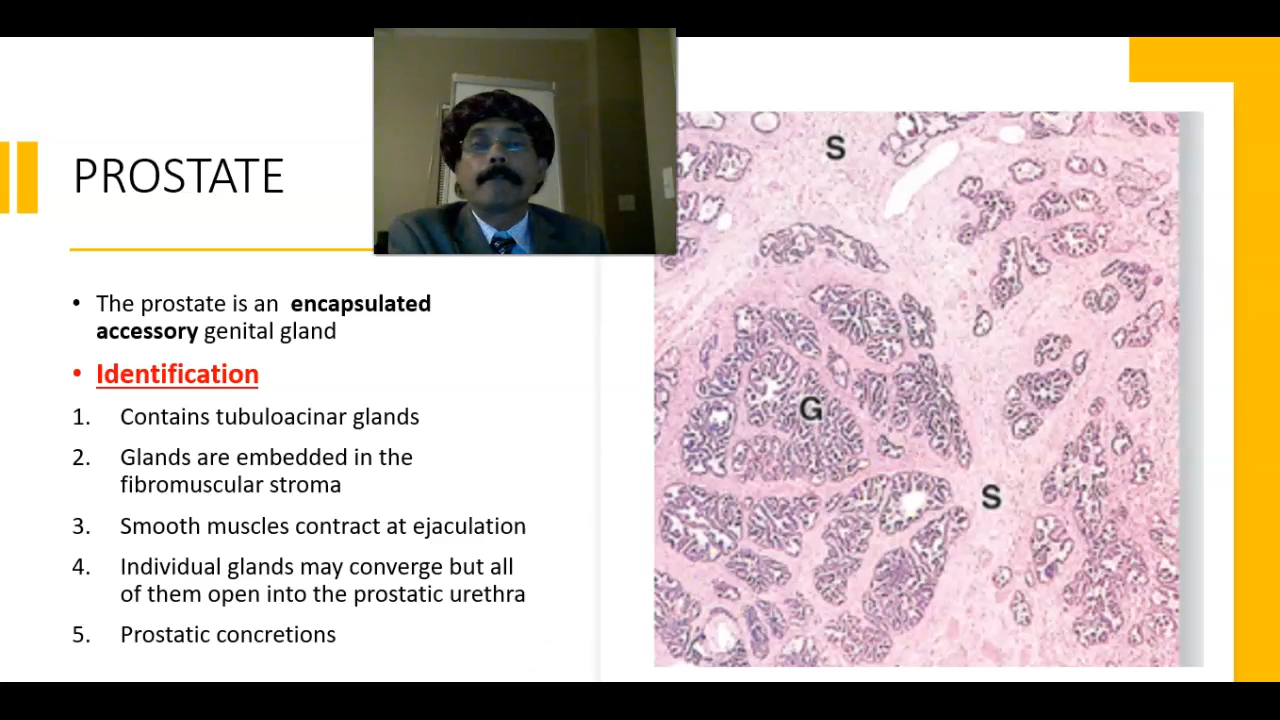 PROSTATE
• The prostate is an encapsulated
accessory genital gland
• Identification
1. Contains tubuloacinar glands
2. Glands are embedded in the
fibromuscular stroma
3. Smooth muscles contract at ejaculation
4. Individual glands may converge but all
of them open into the prostatic urethra
5. Prostatic concretions
S
G
S